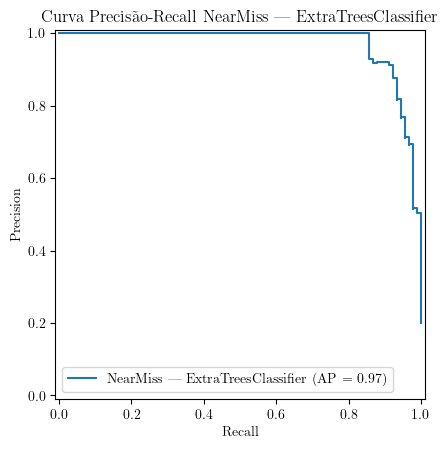 Curva Precisão-Recall NearMiss — ExtraTreesClassifier
1.0
0.8
0.6
0.4
0.2
0.0
Precision
NearMiss — ExtraTreesClassifier (AP = 0.97)
0.0 0.2 0.4 0.6 0.8 1.0
Recall